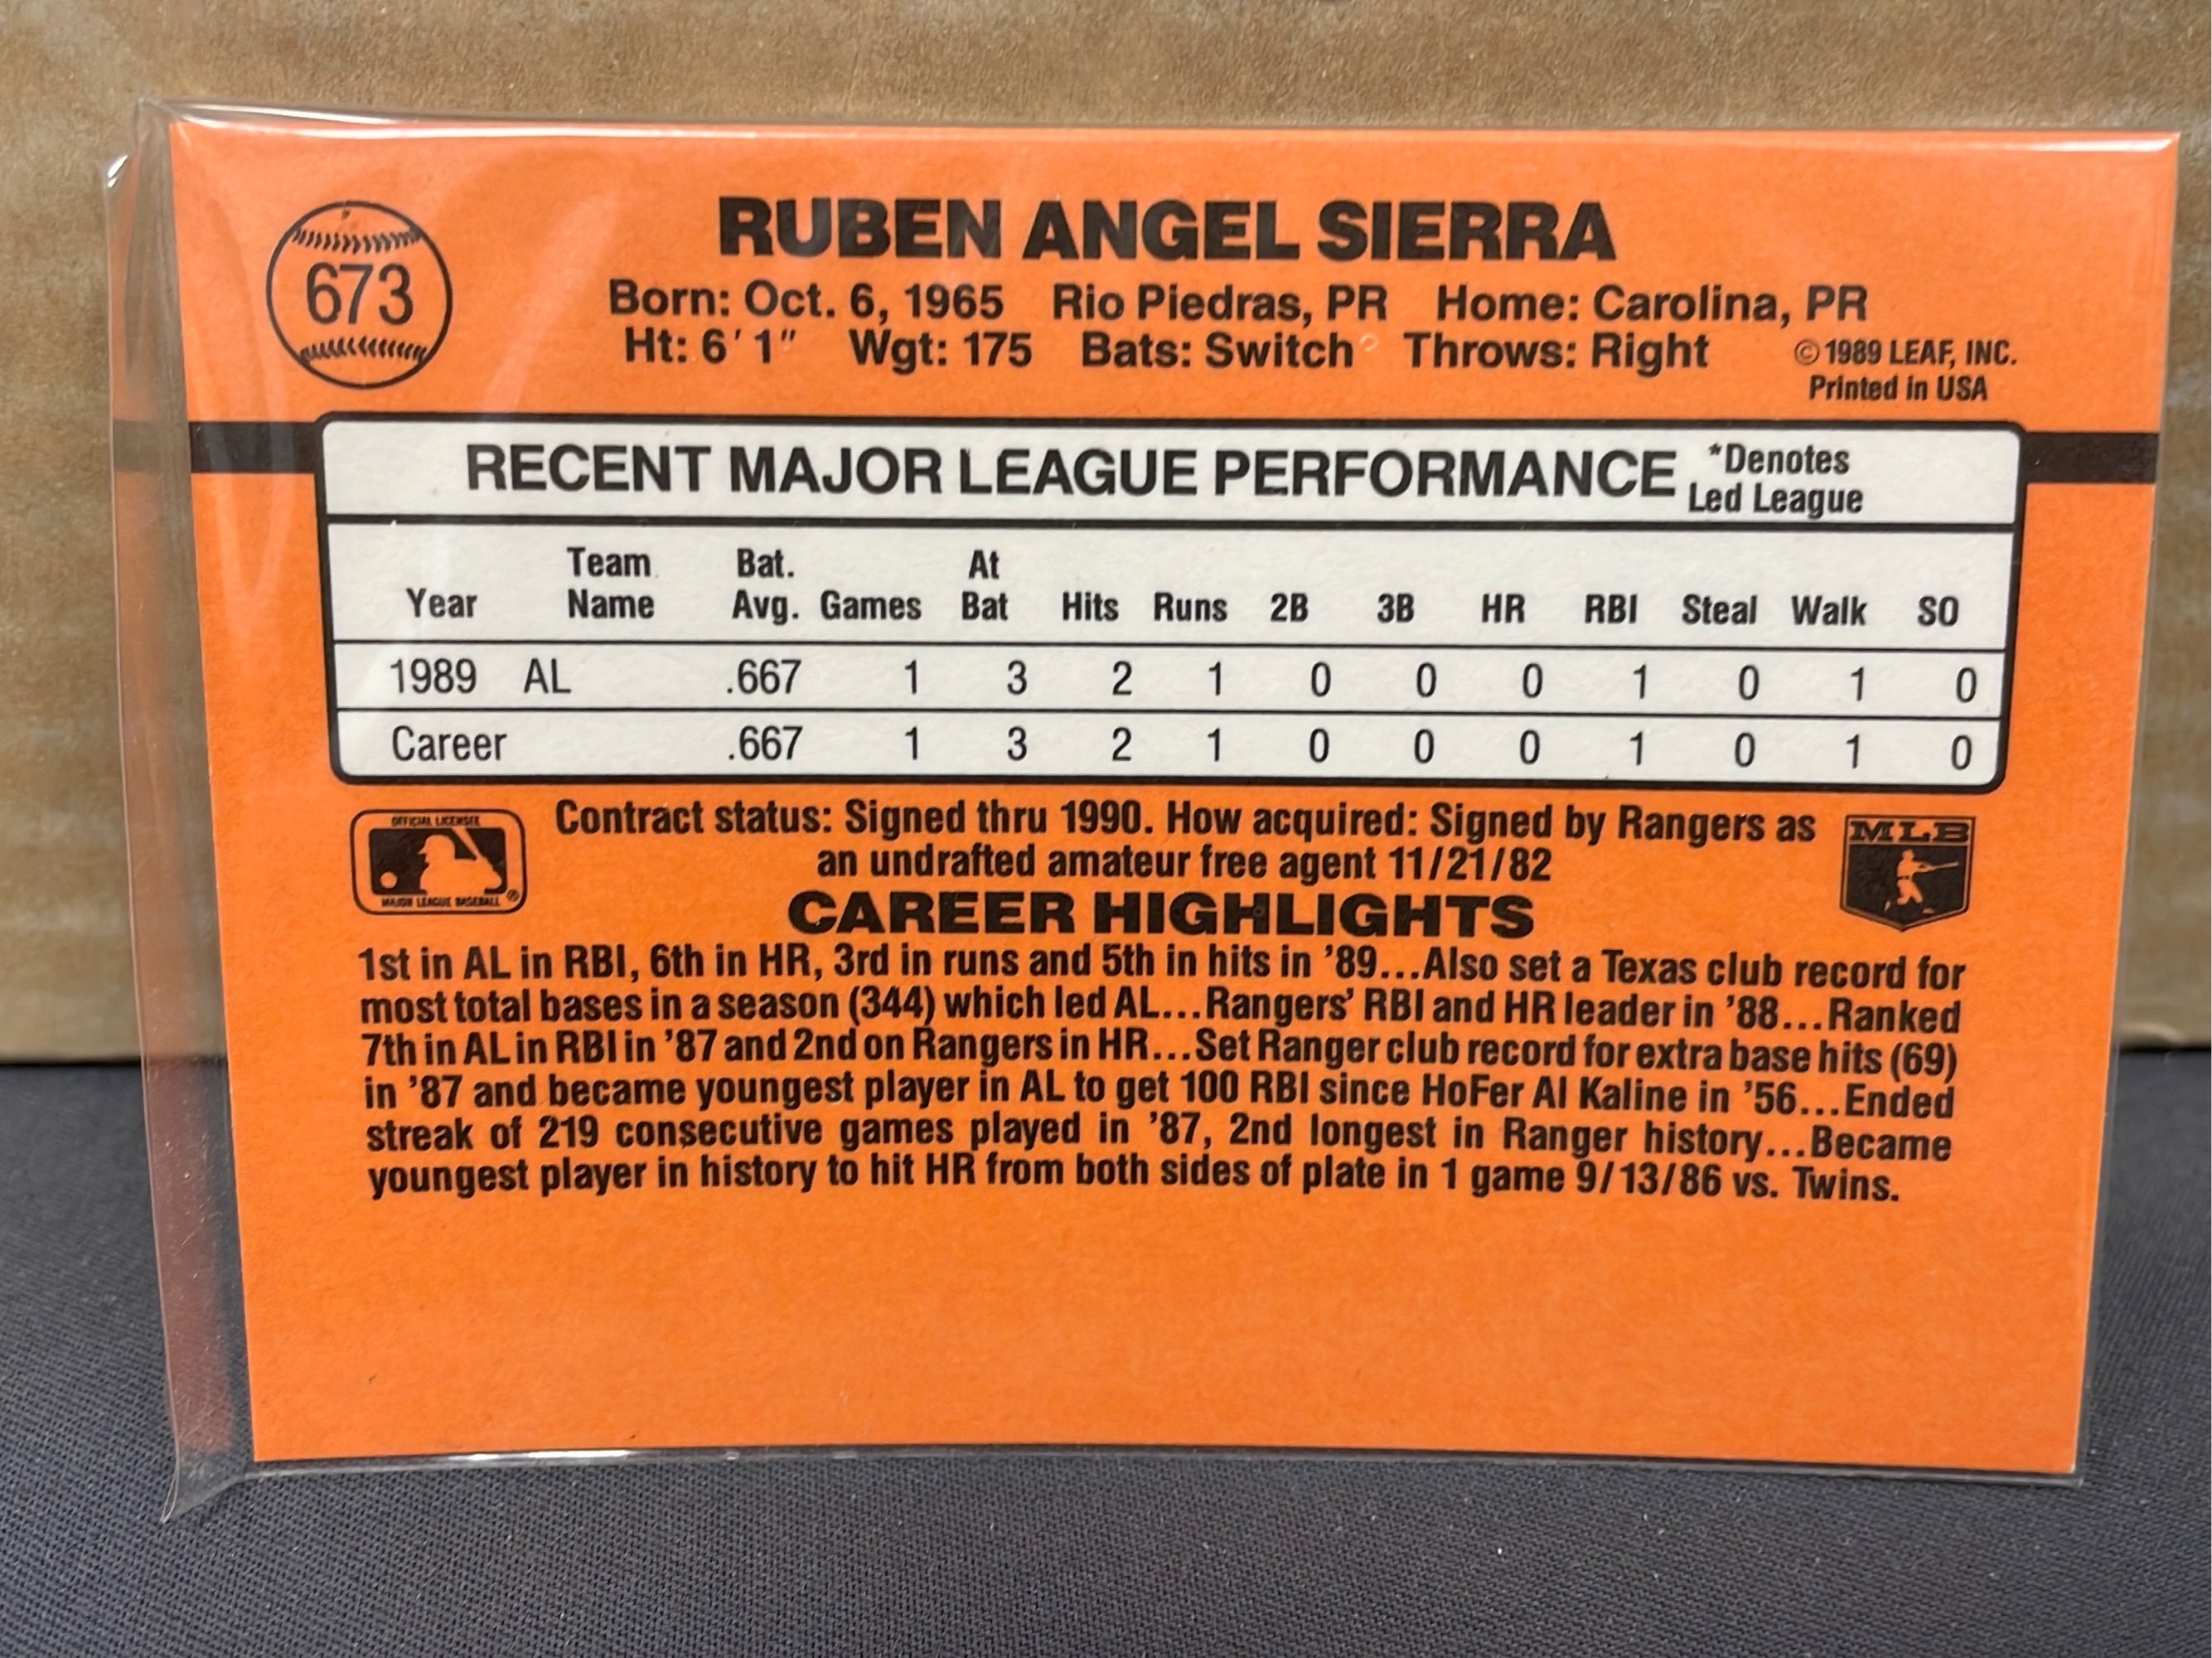 673
RUBEN ANGEL SIERRA
Born: Oct. 6, 1965 Rio Piedras, PR Home: Carolina, PR
Ht: 6' 1" Wgt: 175 Bats: Switch Throws: Right
© 1989 LEAF, INC.
Printed in USA
RECENT MAJOR LEAGUE PERFORMANCE *Denotes
Led League
Year Team Name Bat. Avg. Games At Bat Hits Runs 2B 3B HR RBI Steal Walk SO
1989 AL .667 1 3 2 1 0 0 0 1 0 1 0
Career .667 1 3 2 1 0 0 0 1 0 1 0
OFFICIAL LICENSEE
MAJOR LEAGUE BASEBALL ®
Contract status: Signed thru 1990. How acquired: Signed by Rangers as
an undrafted amateur free agent 11/21/82
MLB
CAREER HIGHLIGHTS
1st in AL in RBI, 6th in HR, 3rd in runs and 5th in hits in '89...Also set a Texas club record for
most total bases in a season (344) which led AL...Rangers' RBI and HR leader in '88...Ranked
7th in AL in RBI in '87 and 2nd on Rangers in HR...Set Ranger club record for extra base hits (69)
in '87 and became youngest player in AL to get 100 RBI since HoFer Al Kaline in '56...Ended
streak of 219 consecutive games played in '87, 2nd longest in Ranger history...Became
youngest player in history to hit HR from both sides of plate in 1 game 9/13/86 vs. Twins.